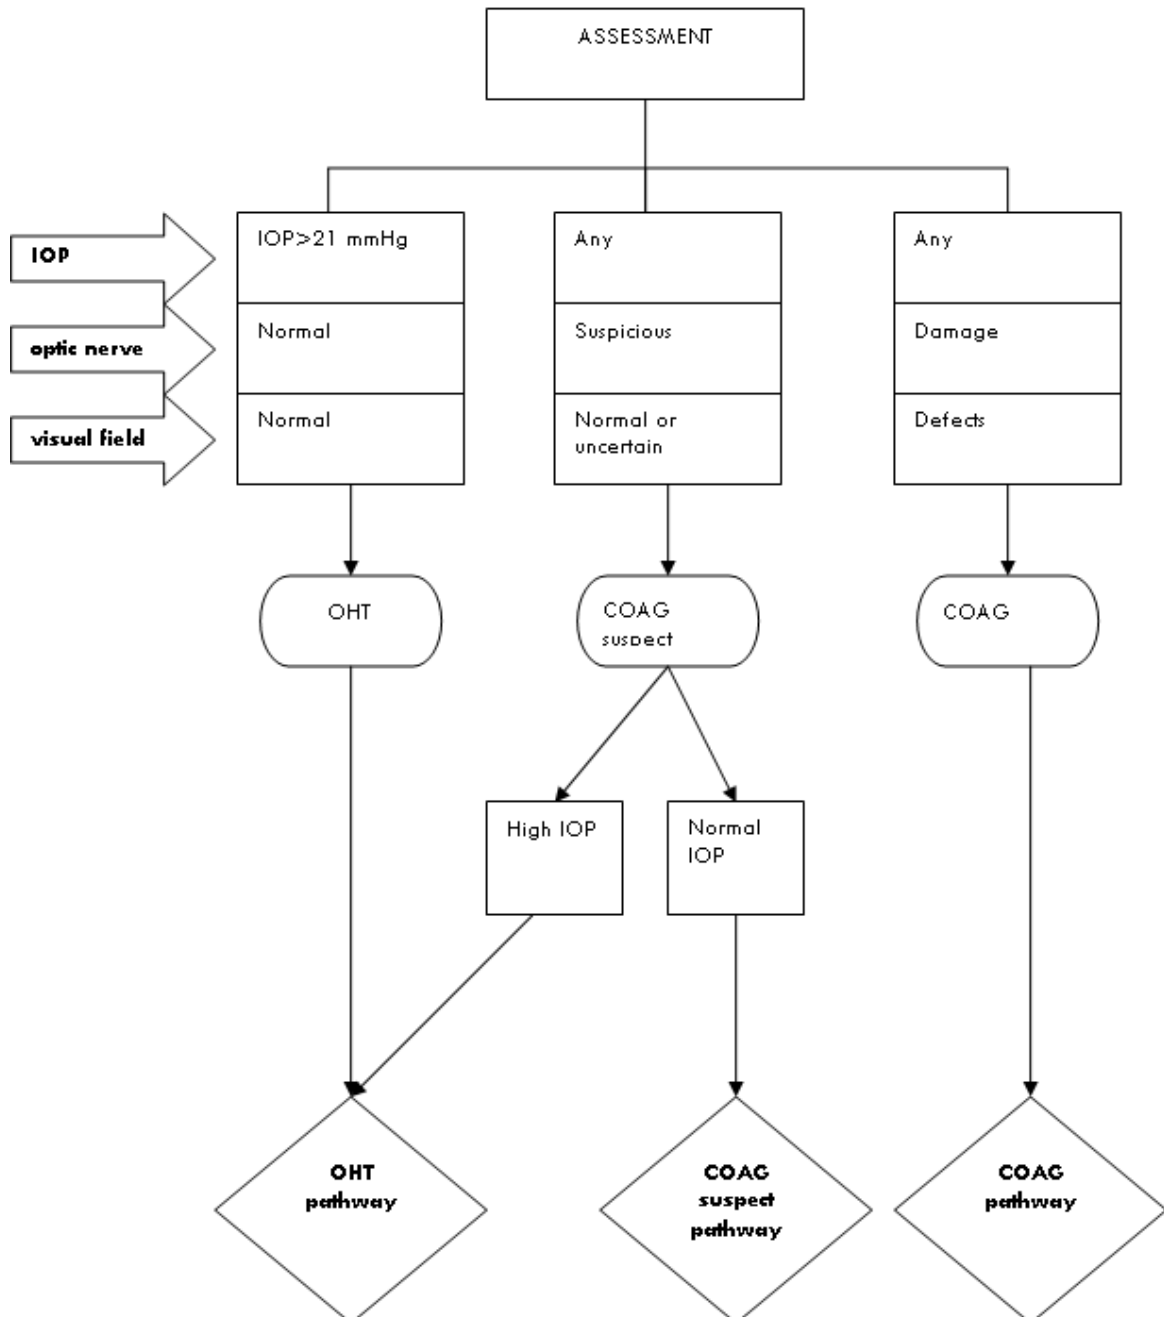 ASSESSMENT
IOP
IOP>21 mmHg
Any
Any
optic nerve
Normal
Suspicious
Damage
visual field
Normal
Normal or
uncertain
Defects
OHT
COAG
suspect
COAG
High IOP
Normal
IOP
OHT
pathway
COAG
suspect
pathway
COAG
pathway